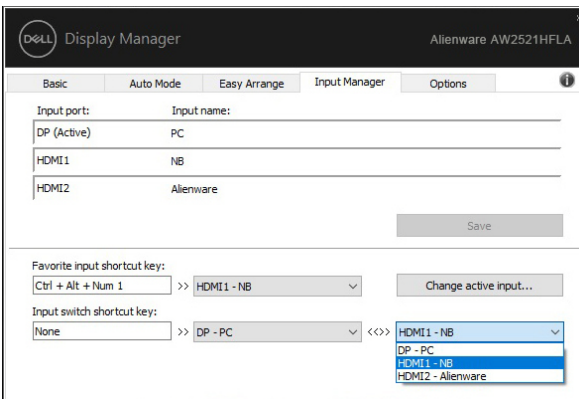 DELL Display Manager Alienware AW2521HFLA
Basic Auto Mode Easy Arrange Input Manager Options i
Input port: Input name:
DP (Active) PC
HDMI1 NB
HDMI2 Alienware
Save
Favorite input shortcut key:
Ctrl + Alt + Num 1 >> HDMI1 - NB Change active input...
Input switch shortcut key:
None >> DP - PC <<>> HDMI1 - NB
DP - PC
HDMI1 - NB
HDMI2 - Alienware